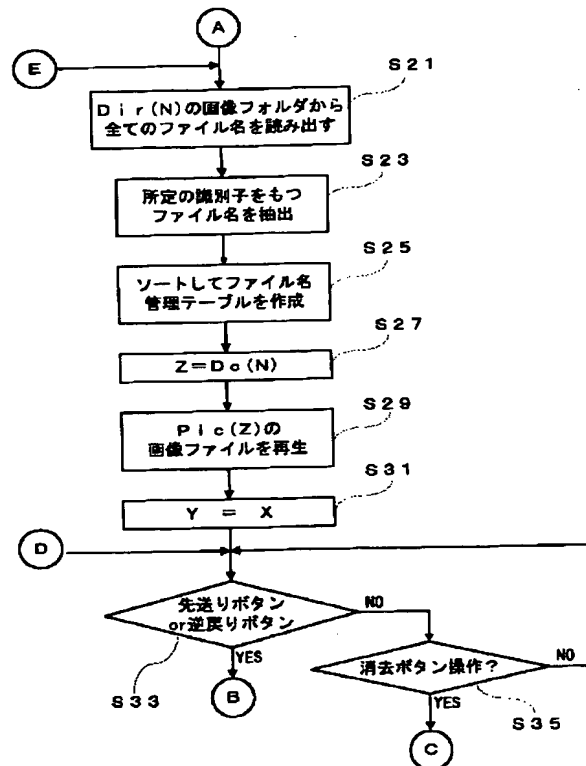 A
E
S21
Dir(N)の画像フォルダから
全てのファイル名を読み出す
S23
所定の識別子をもつ
ファイル名を抽出
S25
ソートしてファイル名
管理テーブルを作成
S27
Z=Dc(N)
S29
Pic(Z)の
画像ファイルを再生
S31
Y = X
D
先送りボタン
or逆戻りボタン
NO
YES
S33
B
消去ボタン操作?
NO
YES
S35
C